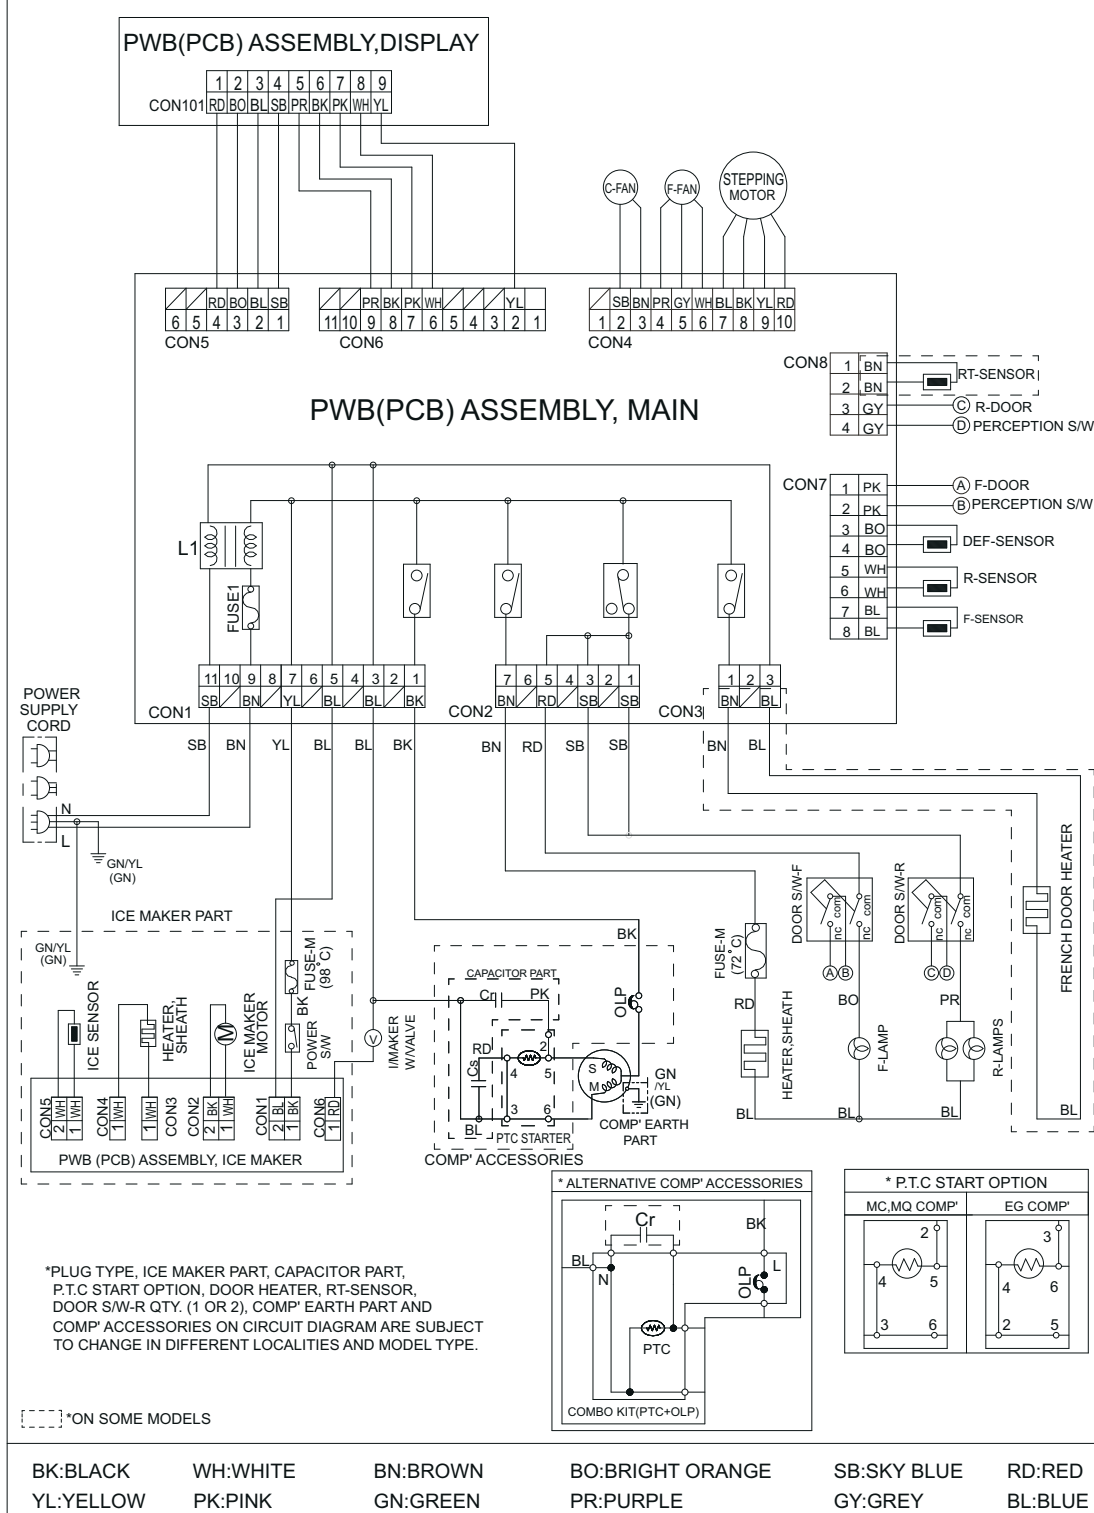 PWB(PCB) ASSEMBLY,DISPLAY
1 2 3 4 5 6 7 8 9
CON101 RD BO BL SB PR BK PK WH YL
C-FAN
F-FAN
STEPPING
MOTOR
RD BO BL SB
6 5 4 3 2 1
CON5
PR BK PK WH YL
11 10 9 8 7 6 5 4 3 2 1
CON6
SB BN PR GY WH BL BK YL RD
1 2 3 4 5 6 7 8 9 10
CON4
CON8
1 BN
2 BN
3 GY
4 GY
RT-SENSOR
C R-DOOR
D PERCEPTION S/W
PWB(PCB) ASSEMBLY, MAIN
CON7
1 PK
2 PK
3 BO
4 BO
5 WH
6 WH
7 BL
8 BL
A F-DOOR
B PERCEPTION S/W
DEF-SENSOR
R-SENSOR
F-SENSOR
L1
FUSE1
11 10 9 8 7 6 5 4 3 2 1
SB BN YL BL BL BK
CON1
7 6 5 4 3 2 1
BN RD SB SB
CON2
1 2 3
BN BL
CON3
POWER
SUPPLY
CORD
SB BN YL BL BL BK
BN RD SB SB
BN BL
N
L
GN/YL
(GN)
ICE MAKER PART
GN/YL
(GN)
ICE SENSOR
HEATER,
SHEATH
M
ICE MAKER
MOTOR
FUSE-M
(98°C)
BK
POWER
S/W
V
I/MAKER
W/VALVE
CON5
2 WH
1 WH
CON4
1 WH
1 WH
CON3
CON2
2 BK
1 WH
CON1
2 BL
1 BK
CON6
1 RD
PWB (PCB) ASSEMBLY, ICE MAKER
CAPACITOR PART
Cr
PK
RD
Cs
2
4 5
3 6
BL
PTC STARTER
COMP' ACCESSORIES
BK
OLP
S
M
GN
/YL
(GN)
COMP' EARTH
PART
FUSE-M
(72°C)
RD
HEATER,SHEATH
BL
DOOR S/W-F
nc com nc com
A B
BO
F-LAMP
BL
DOOR S/W-R
nc com nc com
C D
PR
R-LAMPS
BL
FRENCH DOOR HEATER
BL
* ALTERNATIVE COMP' ACCESSORIES
Cr
BK
BL
N
L
OLP
PTC
COMBO KIT(PTC+OLP)
* P.T.C START OPTION
MC,MQ COMP'
EG COMP'
2
4 5
3 6
3
4 6
2 5
*PLUG TYPE, ICE MAKER PART, CAPACITOR PART,
P.T.C START OPTION, DOOR HEATER, RT-SENSOR,
DOOR S/W-R QTY. (1 OR 2), COMP' EARTH PART AND
COMP' ACCESSORIES ON CIRCUIT DIAGRAM ARE SUBJECT
TO CHANGE IN DIFFERENT LOCALITIES AND MODEL TYPE.
*ON SOME MODELS
BK:BLACK WH:WHITE BN:BROWN BO:BRIGHT ORANGE SB:SKY BLUE RD:RED
YL:YELLOW PK:PINK GN:GREEN PR:PURPLE GY:GREY BL:BLUE